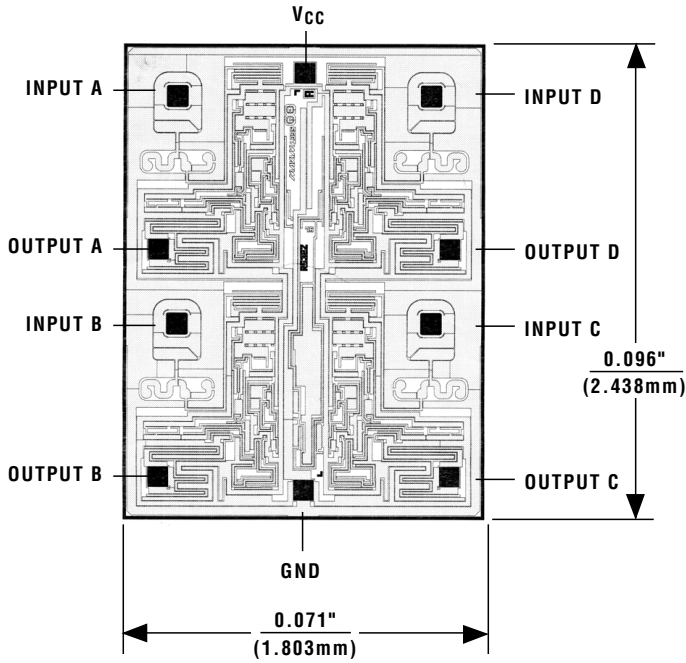 VCC
INPUT A
INPUT D
OUTPUT A
OUTPUT D
INPUT B
INPUT C
0.096"
(2.438mm)
OUTPUT B
OUTPUT C
GND
0.071"
(1.803mm)